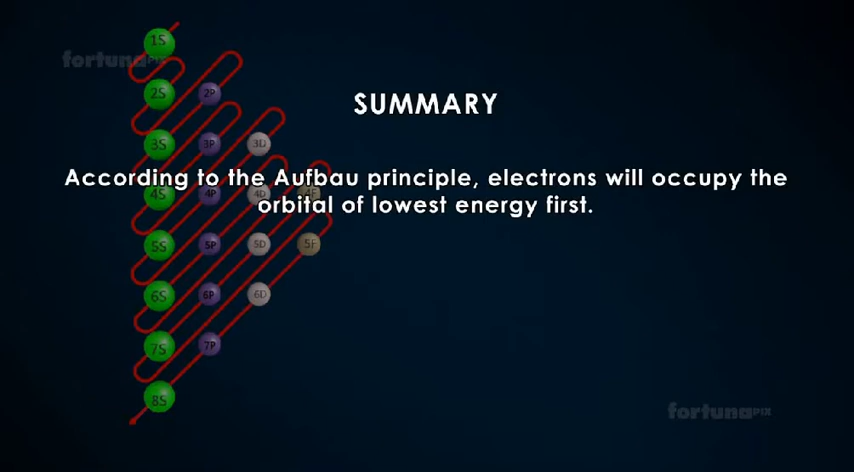 1S
fortunaPIX
2S 2P
SUMMARY
3S 3P 3D
According to the Aufbau principle, electrons will occupy the
4S 4P 4D 4F
orbital of lowest energy first.
5S 5P 5D 5F
6S 6P 6D
7S 7P
8S
fortunaPIX